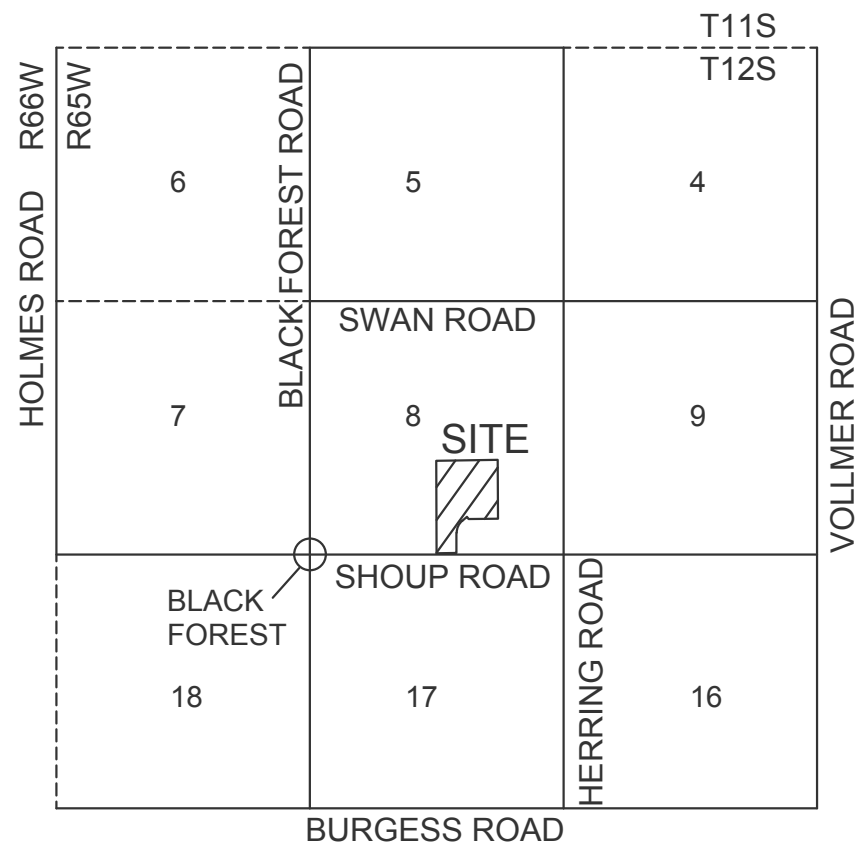 T11S
T12S
R66W
R65W
HOLMES ROAD
BLACK FOREST ROAD
6
5
4
SWAN ROAD
7
8
9
SITE
VOLLMER ROAD
SHOUP ROAD
BLACK
FOREST
HERRING ROAD
18
17
16
BURGESS ROAD